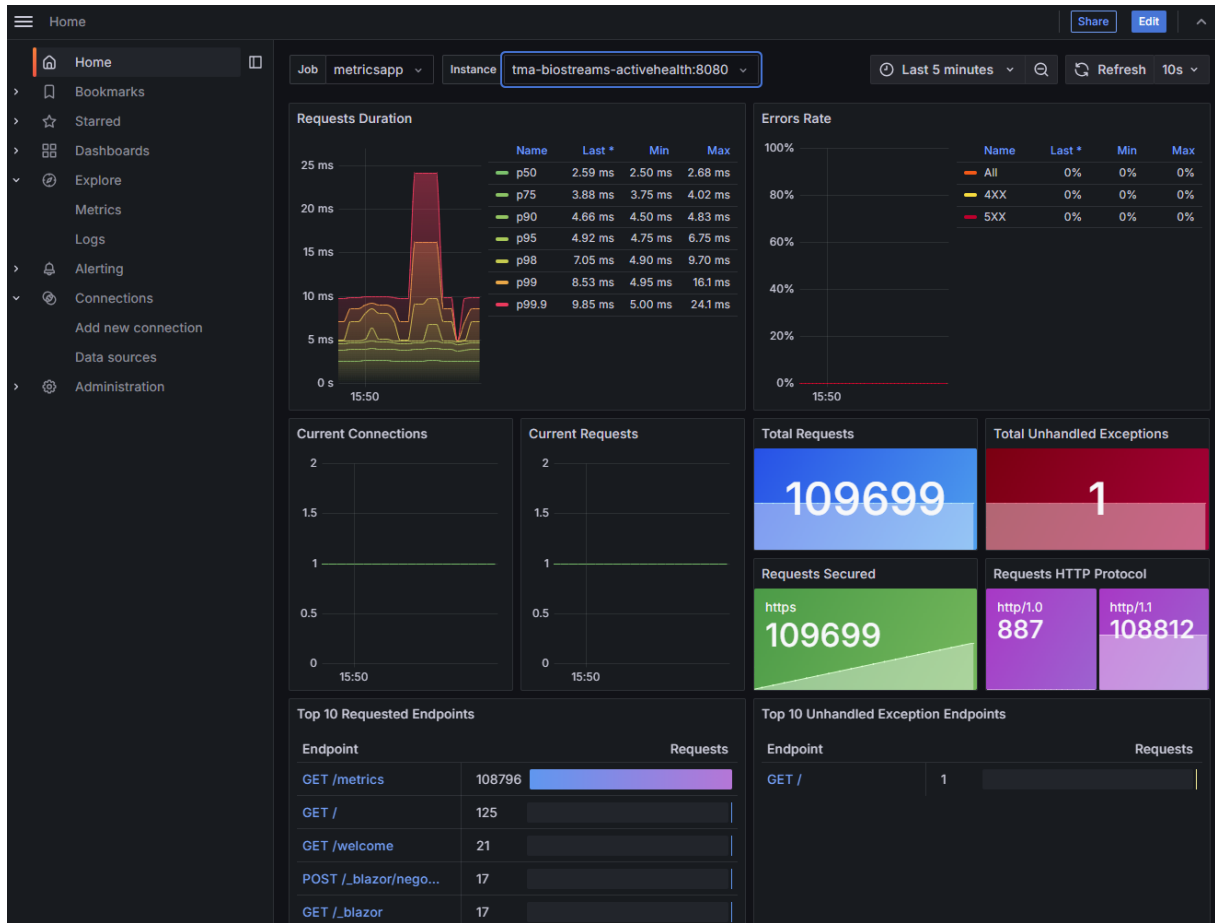 Home
Share
Edit
Home
Bookmarks
Starred
Dashboards
Explore
Metrics
Logs
Alerting
Connections
Add new connection
Data sources
Administration
Job metricsapp
Instance tma-biostreams-activehealth:8080
Last 5 minutes
Refresh 10s
Requests Duration
25 ms
20 ms
15 ms
10 ms
5 ms
0 s
15:50
Name Last * Min Max
p50 2.59 ms 2.50 ms 2.68 ms
p75 3.88 ms 3.75 ms 4.02 ms
p90 4.66 ms 4.50 ms 4.83 ms
p95 4.92 ms 4.75 ms 6.75 ms
p98 7.05 ms 4.90 ms 9.70 ms
p99 8.53 ms 4.95 ms 16.1 ms
p99.9 9.85 ms 5.00 ms 24.1 ms
Errors Rate
100%
80%
60%
40%
20%
0%
15:50
Name Last * Min Max
All 0% 0% 0%
4XX 0% 0% 0%
5XX 0% 0% 0%
Current Connections
2
1.5
1
0.5
0
15:50
Current Requests
2
1.5
1
0.5
0
15:50
Total Requests
109699
Total Unhandled Exceptions
1
Requests Secured
https
109699
Requests HTTP Protocol
http/1.0
887
http/1.1
108812
Top 10 Requested Endpoints
Endpoint Requests
GET /metrics 108796
GET / 125
GET /welcome 21
POST /_blazor/nego... 17
GET /_blazor 17
Top 10 Unhandled Exception Endpoints
Endpoint Requests
GET / 1